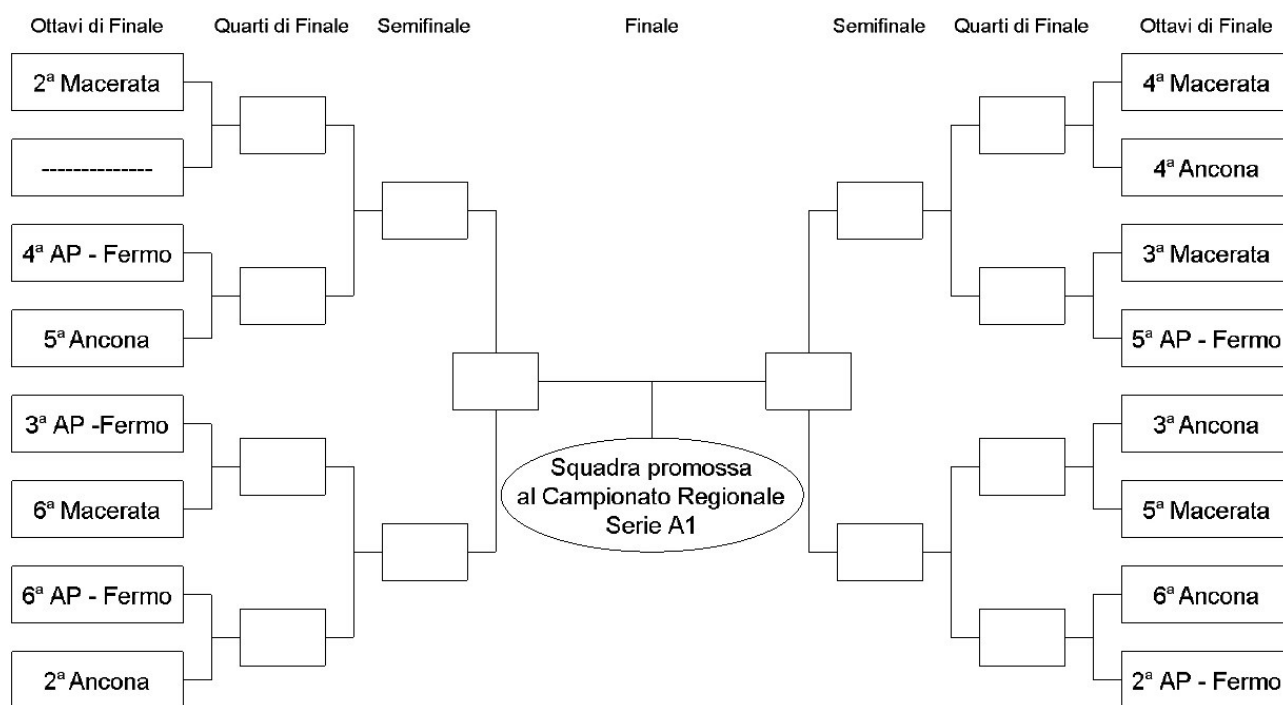 Ottavi di Finale
Quarti di Finale
Semifinale
Finale
Semifinale
Quarti di Finale
Ottavi di Finale
2ª Macerata
--------------
4ª AP - Fermo
5ª Ancona
3ª AP -Fermo
6ª Macerata
6ª AP - Fermo
2ª Ancona
Squadra promossa
al Campionato Regionale
Serie A1
4ª Macerata
4ª Ancona
3ª Macerata
5ª AP - Fermo
3ª Ancona
5ª Macerata
6ª Ancona
2ª AP - Fermo